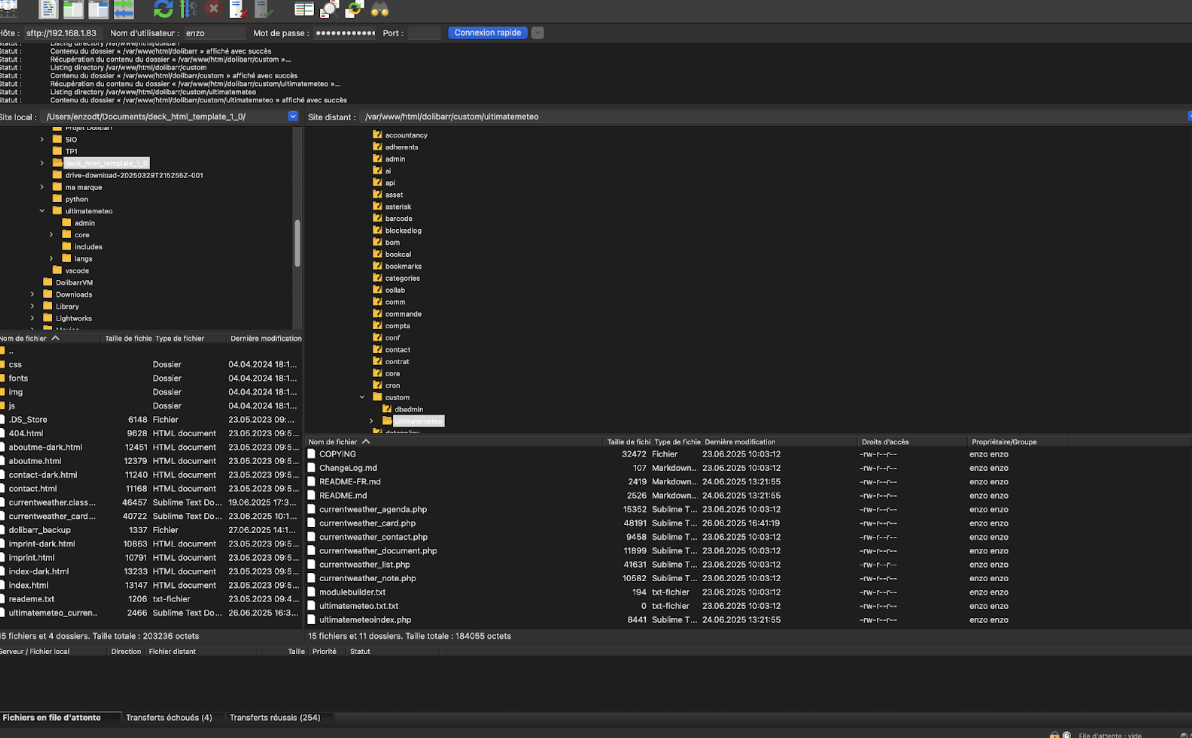 Hôte : sftp://192.168.1.83 Nom d'utilisateur : enzo Mot de passe : •••••••••••• Port : Connexion rapide
Statut : Listing directory /var/www/html/dolibarr
Statut : Contenu du dossier « /var/www/html/dolibarr » affiché avec succès
Statut : Récupération du contenu du dossier « /var/www/html/dolibarr/custom »...
Statut : Listing directory /var/www/html/dolibarr/custom
Statut : Contenu du dossier « /var/www/html/dolibarr/custom » affiché avec succès
Statut : Récupération du contenu du dossier « /var/www/html/dolibarr/custom/ultimatemeteo »...
Statut : Listing directory /var/www/html/dolibarr/custom/ultimatemeteo
Statut : Contenu du dossier « /var/www/html/dolibarr/custom/ultimatemeteo » affiché avec succès
Site local : /Users/enzodt/Documents/deck_html_template_1_0/
Projet Dolibarr
SIO
TP1
deck_html_template_1_0
drive-download-20250329T215255Z-001
ma marque
python
ultimatemeteo
admin
core
includes
langs
vscode
DolibarrVM
Downloads
Library
Lightworks
Nom de fichier Taille de fichie Type de fichier Dernière modification
..
css Dossier 04.04.2024 18:1...
fonts Dossier 04.04.2024 18:1...
img Dossier 04.04.2024 18:1...
js Dossier 04.04.2024 18:1...
.DS_Store 6148 Fichier 23.05.2023 09:...
404.html 9628 HTML document 23.05.2023 09:5...
aboutme-dark.html 12451 HTML document 23.05.2023 09:5...
aboutme.html 12379 HTML document 23.05.2023 09:5...
contact-dark.html 11240 HTML document 23.05.2023 09:5...
contact.html 11168 HTML document 23.05.2023 09:5...
currentweather.class... 46457 Sublime Text Do... 19.06.2025 17:3...
currentweather_card... 40722 Sublime Text Do... 23.06.2025 10:1...
dolibarr_backup 1337 Fichier 27.06.2025 14:1...
imprint-dark.html 10863 HTML document 23.05.2023 09:5...
imprint.html 10791 HTML document 23.05.2023 09:5...
index-dark.html 13233 HTML document 23.05.2023 09:5...
index.html 13147 HTML document 23.05.2023 09:5...
reademe.txt 1206 txt-fichier 23.05.2023 09:4...
ultimatemeteo_curren... 2466 Sublime Text Do... 26.06.2025 16:3...
15 fichiers et 4 dossiers. Taille totale : 203236 octets
Site distant : /var/www/html/dolibarr/custom/ultimatemeteo
accountancy
adherents
admin
ai
api
asset
asterisk
barcode
blockedlog
bom
bookcal
bookmarks
categories
collab
comm
commande
compta
conf
contact
contrat
core
cron
custom
dbadmin
ultimatemeteo
Nom de fichier Taille de fichi Type de fichie Dernière modification Droits d'accès Propriétaire/Groupe
COPYING 32472 Fichier 23.06.2025 10:03:12 -rw-r--r-- enzo enzo
ChangeLog.md 107 Markdown... 23.06.2025 10:03:12 -rw-r--r-- enzo enzo
README-FR.md 2419 Markdown... 24.06.2025 13:21:55 -rw-r--r-- enzo enzo
README.md 2526 Markdown... 24.06.2025 13:21:55 -rw-r--r-- enzo enzo
currentweather_agenda.php 15352 Sublime T... 23.06.2025 10:03:12 -rw-r--r-- enzo enzo
currentweather_card.php 48191 Sublime T... 26.06.2025 16:41:19 -rw-r--r-- enzo enzo
currentweather_contact.php 9458 Sublime T... 23.06.2025 10:03:12 -rw-r--r-- enzo enzo
currentweather_document.php 11899 Sublime T... 23.06.2025 10:03:12 -rw-r--r-- enzo enzo
currentweather_list.php 41631 Sublime T... 23.06.2025 10:03:12 -rw-r--r-- enzo enzo
currentweather_note.php 10582 Sublime T... 23.06.2025 10:03:12 -rw-r--r-- enzo enzo
modulebuilder.txt 194 txt-fichier 23.06.2025 10:03:12 -rw-r--r-- enzo enzo
ultimatemeteo.txt.txt 0 txt-fichier 23.06.2025 10:03:12 -rw-r--r-- enzo enzo
ultimatemeteoindex.php 8441 Sublime T... 24.06.2025 13:21:55 -rw-r--r-- enzo enzo
15 fichiers et 11 dossiers. Taille totale : 184055 octets
Serveur / Fichier local Direction Fichier distant Taille Priorité Statut
Fichiers en file d'attente Transferts échoués (4) Transferts réussis (254)
File d'attente : vide